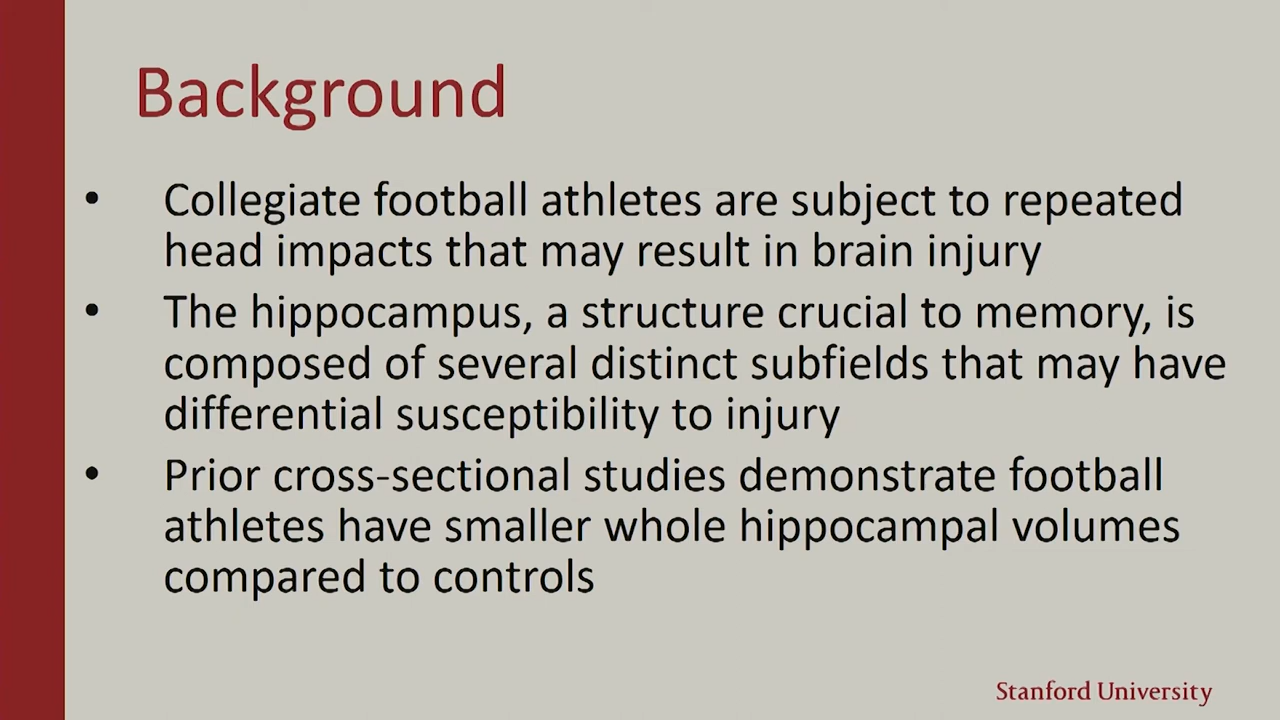 Background
• Collegiate football athletes are subject to repeated
head impacts that may result in brain injury
• The hippocampus, a structure crucial to memory, is
composed of several distinct subfields that may have
differential susceptibility to injury
• Prior cross-sectional studies demonstrate football
athletes have smaller whole hippocampal volumes
compared to controls
Stanford University